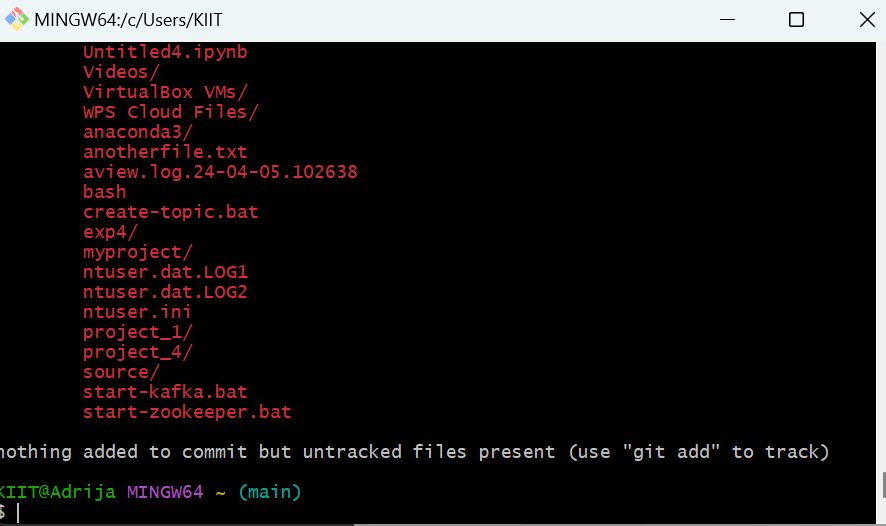 MINGW64:/c/Users/KIIT
Untitled4.ipynb
Videos/
VirtualBox VMs/
WPS Cloud Files/
anaconda3/
anotherfile.txt
aview.log.24-04-05.102638
bash
create-topic.bat
exp4/
myproject/
ntuser.dat.LOG1
ntuser.dat.LOG2
ntuser.ini
project_1/
project_4/
source/
start-kafka.bat
start-zookeeper.bat
nothing added to commit but untracked files present (use "git add" to track)
KIIT@Adrija MINGW64 ~ (main)
$